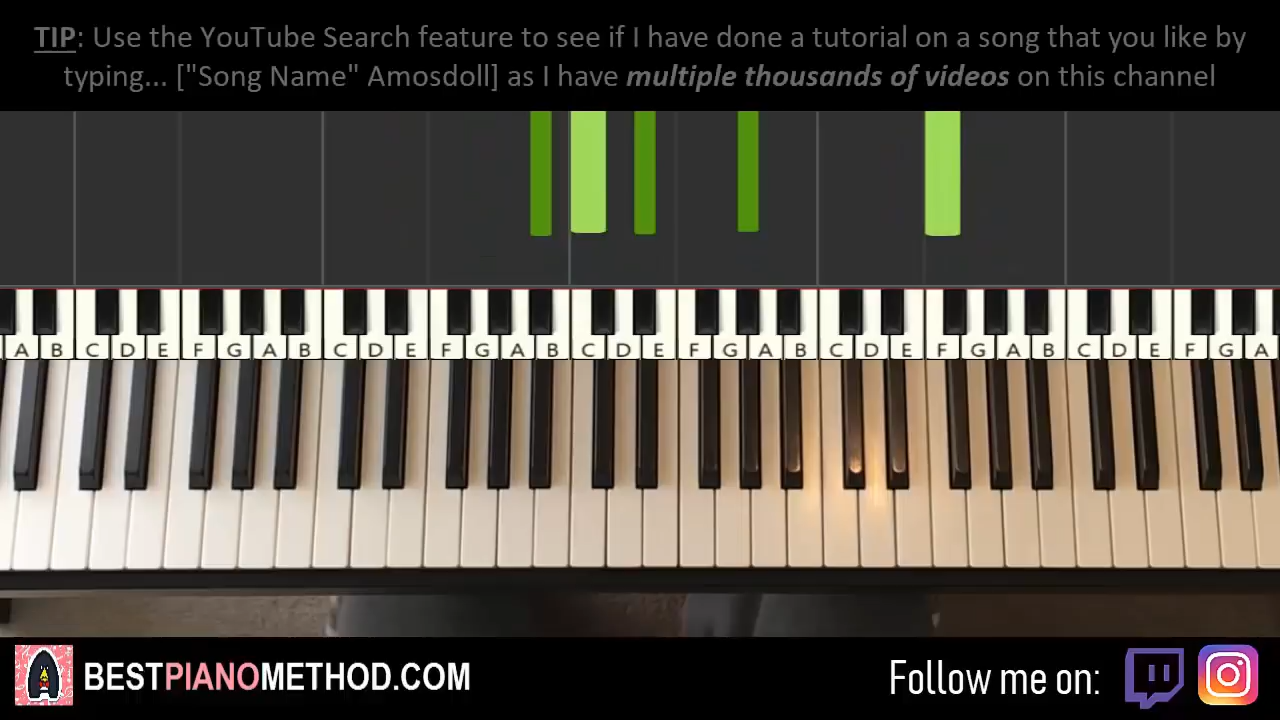 TIP: Use the YouTube Search feature to see if I have done a tutorial on a song that you like by
typing... ["Song Name" Amosdoll] as I have multiple thousands of videos on this channel
A B C D E F G A B C D E F G A B C D E F G A B C D E F G A B C D E F G A
BESTPIANOMETHOD.COM
Follow me on: